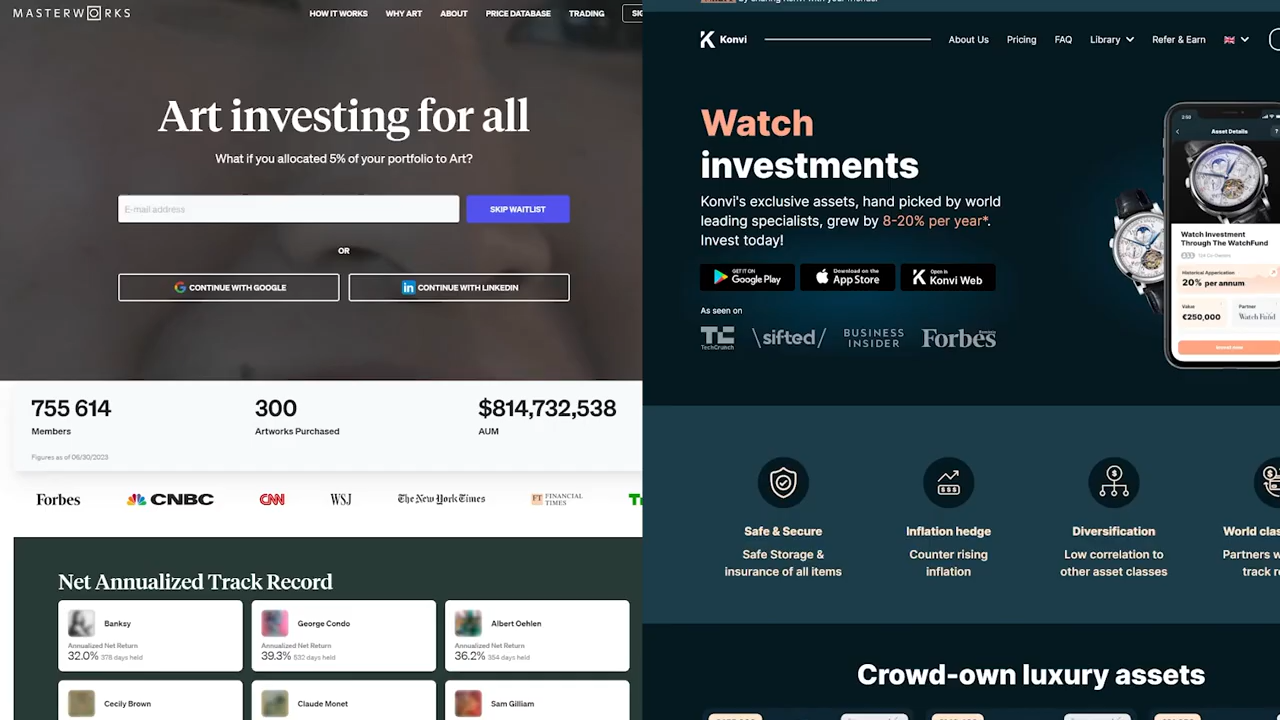 MASTERWORKS
HOW IT WORKS WHY ART ABOUT PRICE DATABASE TRADING
Art investing for all
What if you allocated 5% of your portfolio to Art?
E-mail address
SKIP WAITLIST
OR
CONTINUE WITH GOOGLE
CONTINUE WITH LINKEDIN
755 614
Members
300
Artworks Purchased
$814,732,538
AUM
Figures as of 06/30/2023
Forbes
CNBC
CNN
WSJ
The New York Times
FT FINANCIAL
TIMES
Net Annualized Track Record
Banksy
Annualized Net Return
32.0% 378 days held
George Condo
Annualized Net Return
39.3% 532 days held
Albert Oehlen
Annualized Net Return
36.2% 354 days held
Cecily Brown
Claude Monet
Sam Gilliam
Konvi
About Us Pricing FAQ Library Refer & Earn
Watch
investments
Konvi's exclusive assets, hand picked by world
leading specialists, grew by 8-20% per year*.
Invest today!
GET IT ON
Google Play
Download on the
App Store
Open in
Konvi Web
As seen on
TC
TechCrunch
\sifted/
BUSINESS
INSIDER
Forbes
3:50
Asset Details
Watch Investment
Through The WatchFund
Historical Appreciation
20% per annum
Value
€250,000
Partner
Watch Fund
Safe & Secure
Safe Storage &
insurance of all items
Inflation hedge
Counter rising
inflation
Diversification
Low correlation to
other asset classes
World clas
Partners w
track r
Crowd-own luxury assets